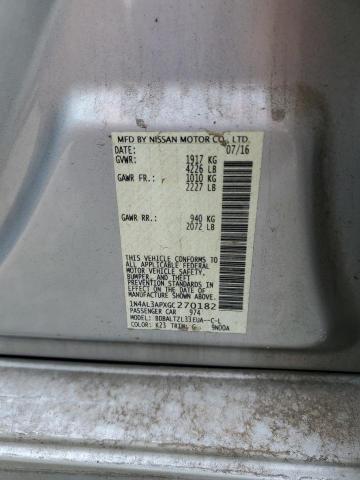 MFD BY NISSAN MOTOR CO., LTD.
DATE: 07/16
GVWR: 1917 KG
4226 LB
GAWR FR.: 1010 KG
2227 LB
GAWR RR.: 940 KG
2072 LB
THIS VEHICLE CONFORMS TO
ALL APPLICABLE FEDERAL
MOTOR VEHICLE SAFETY,
BUMPER, AND THEFT
PREVENTION STANDARDS IN
EFFECT ON THE DATE OF
MANUFACTURE SHOWN ABOVE.
1N4AL3APXGC270182
PASSENGER CAR 974
MODEL: BDBALTZL33EUA--C-L
COLOR: K23 TRIM: G 9N00A